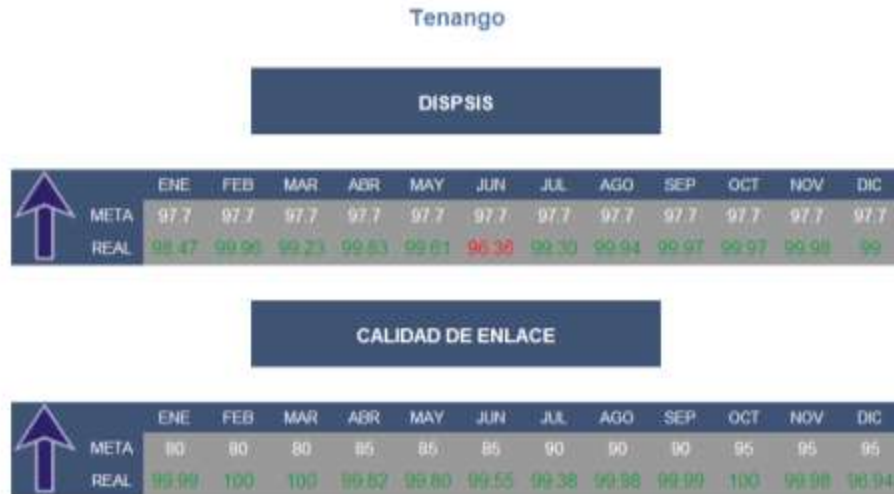 Tenango
DISPSIS
ENE FEB MAR ABR MAY JUN JUL AGO SEP OCT NOV DIC
META 97.7 97.7 97.7 97.7 97.7 97.7 97.7 97.7 97.7 97.7 97.7 97.7
REAL 98.47 99.96 99.23 99.63 99.61 96.36 99.30 99.94 99.97 99.97 99.98 99
CALIDAD DE ENLACE
ENE FEB MAR ABR MAY JUN JUL AGO SEP OCT NOV DIC
META 80 80 80 85 85 85 90 90 90 95 95 95
REAL 99.99 100 100 99.82 99.80 99.55 99.38 99.98 99.99 100 99.98 96.94